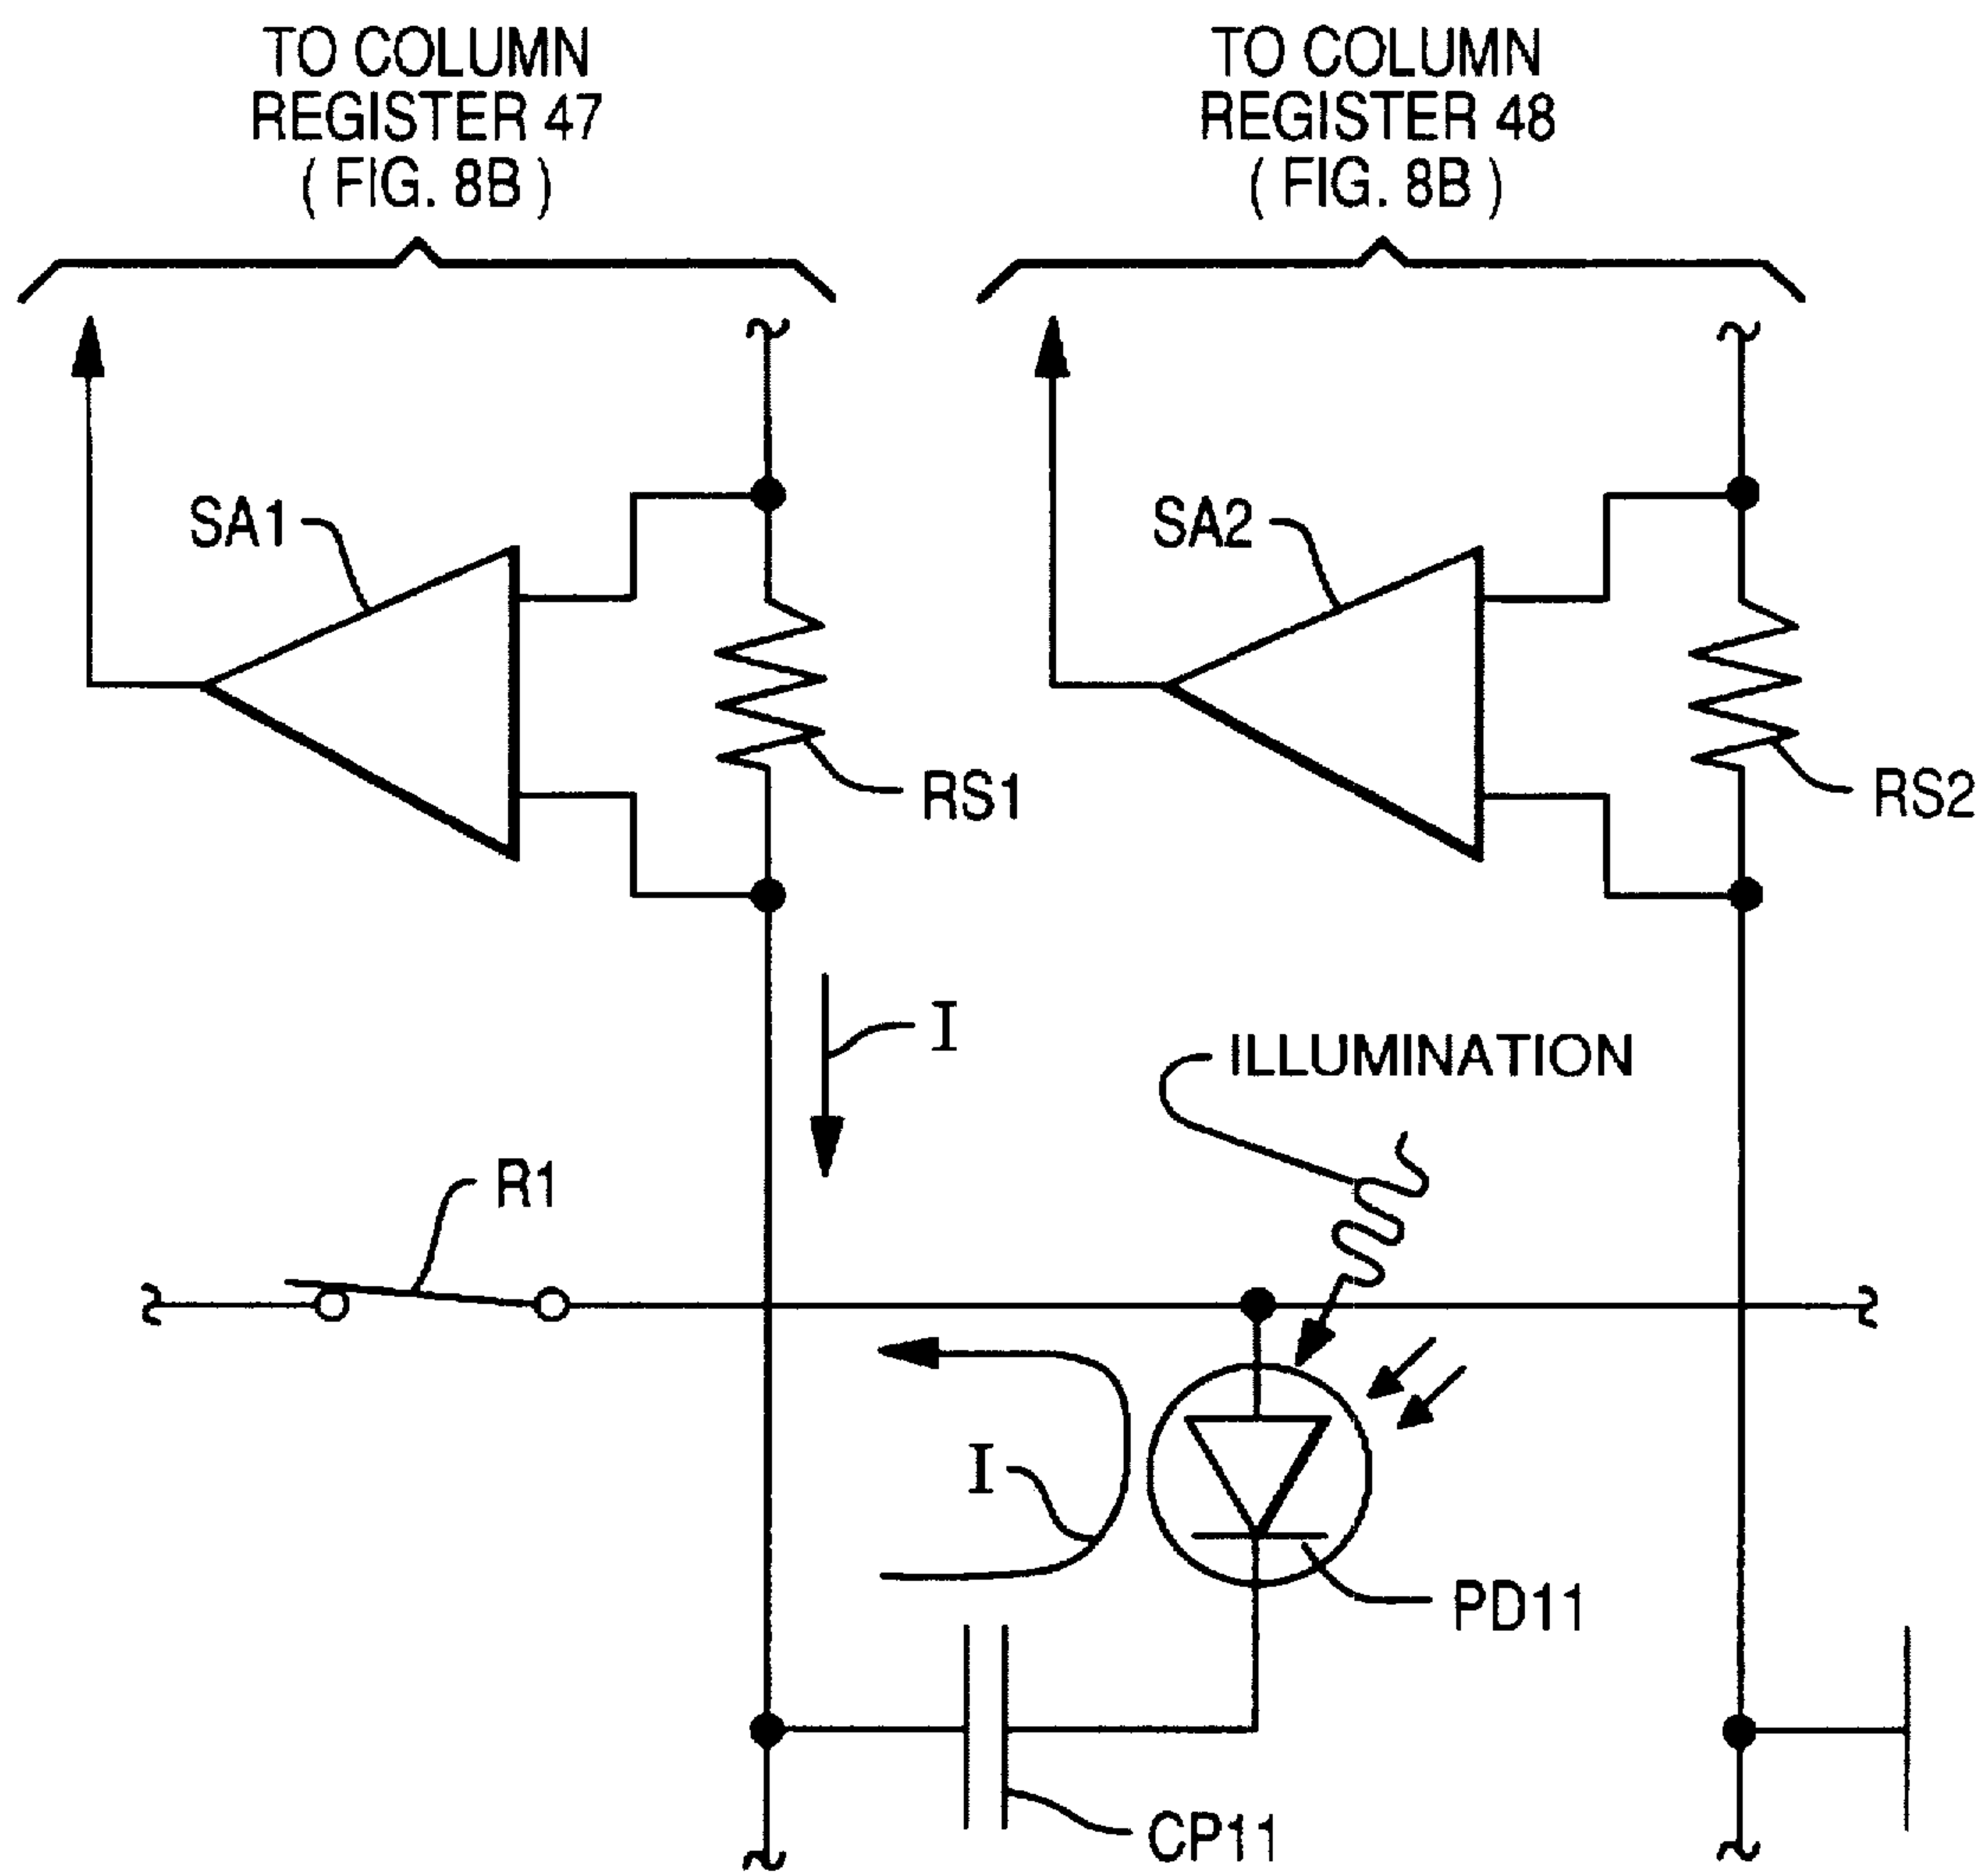 TO COLUMN
REGISTER 47
( FIG. 8B )
TO COLUMN
REGISTER 48
( FIG. 8B )
SA1
SA2
RS1
RS2
I
ILLUMINATION
R1
I
PD11
CP11